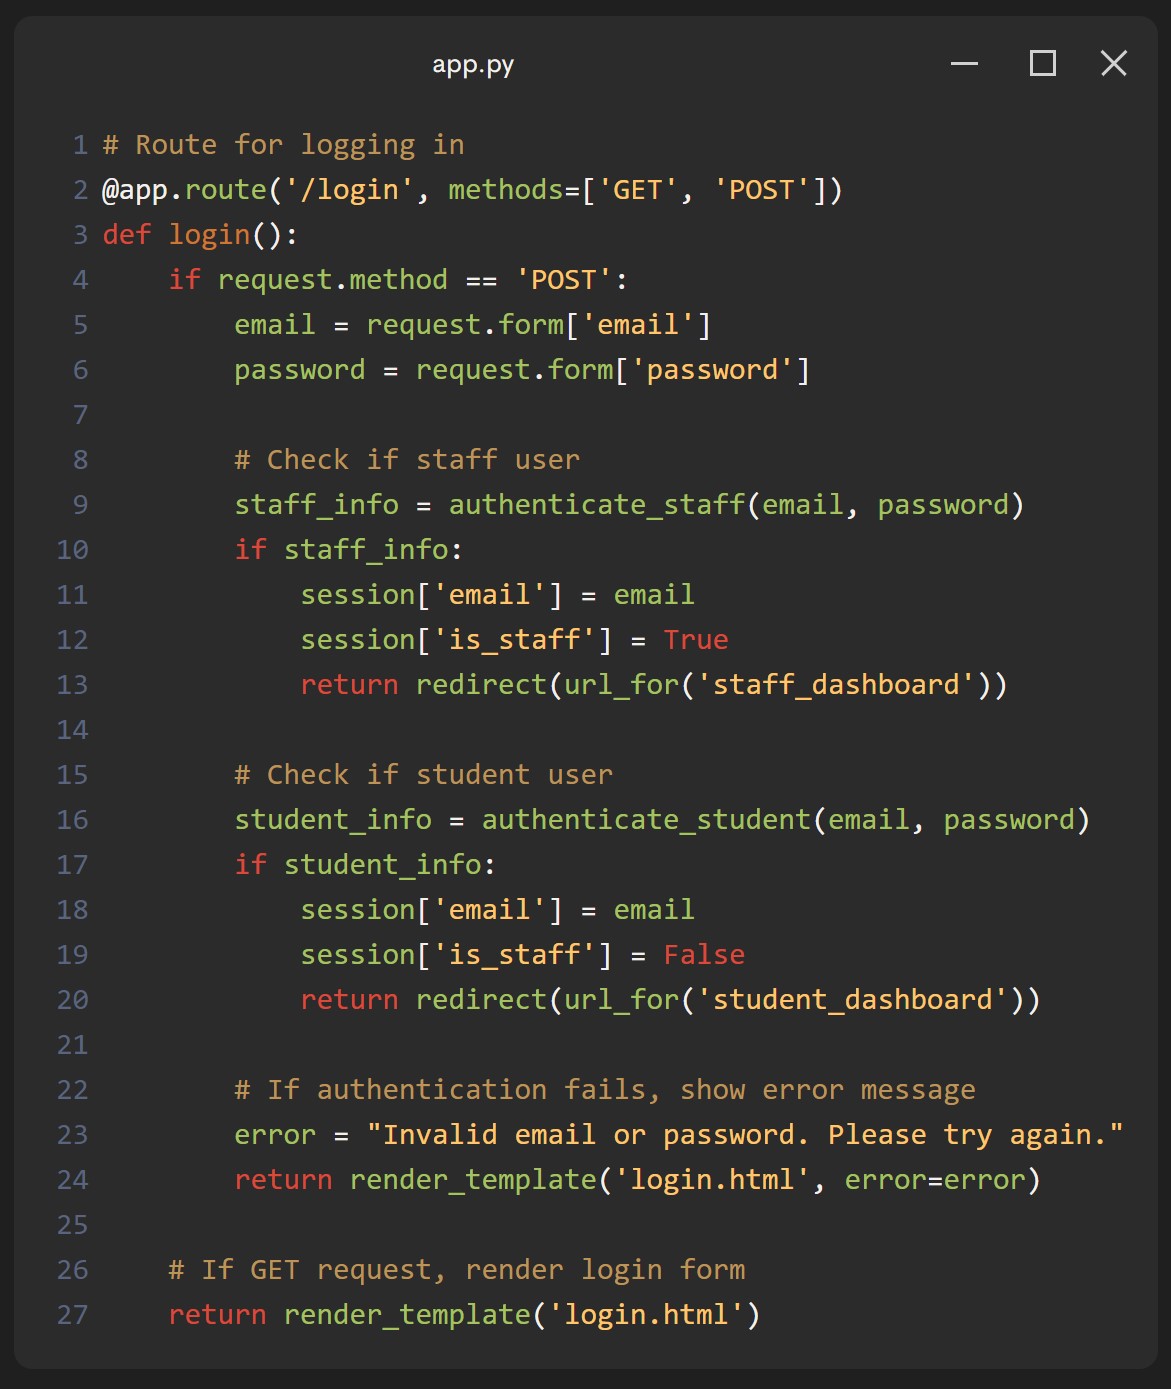 app.py
1 # Route for logging in
2 @app.route('/login', methods=['GET', 'POST'])
3 def login():
4     if request.method == 'POST':
5         email = request.form['email']
6         password = request.form['password']
7
8         # Check if staff user
9         staff_info = authenticate_staff(email, password)
10         if staff_info:
11             session['email'] = email
12             session['is_staff'] = True
13             return redirect(url_for('staff_dashboard'))
14
15         # Check if student user
16         student_info = authenticate_student(email, password)
17         if student_info:
18             session['email'] = email
19             session['is_staff'] = False
20             return redirect(url_for('student_dashboard'))
21
22         # If authentication fails, show error message
23         error = "Invalid email or password. Please try again."
24         return render_template('login.html', error=error)
25
26     # If GET request, render login form
27     return render_template('login.html')